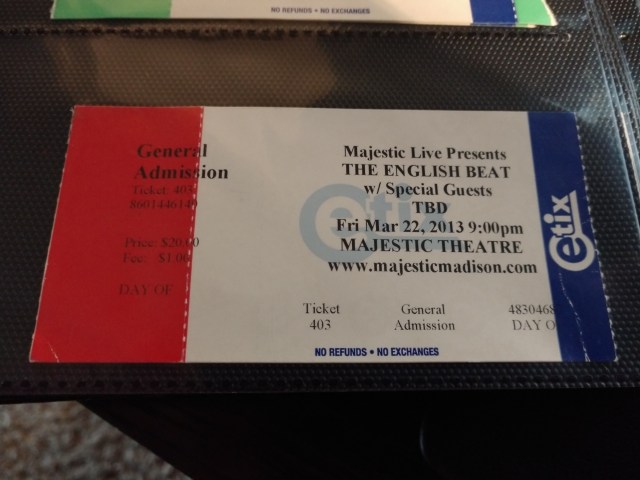 NO REFUNDS • NO EXCHANGES
General
Admission
Ticket: 403
Price: $20.00
Fee: $1.00
DAY OF
Majestic Live Presents
THE ENGLISH BEAT
w/ Special Guests
TBD
Fri Mar 22, 2013 9:00pm
MAJESTIC THEATRE
www.majesticmadison.com
Ticket General 4830468
403 Admission DAY O
NO REFUNDS • NO EXCHANGES
etix
etix